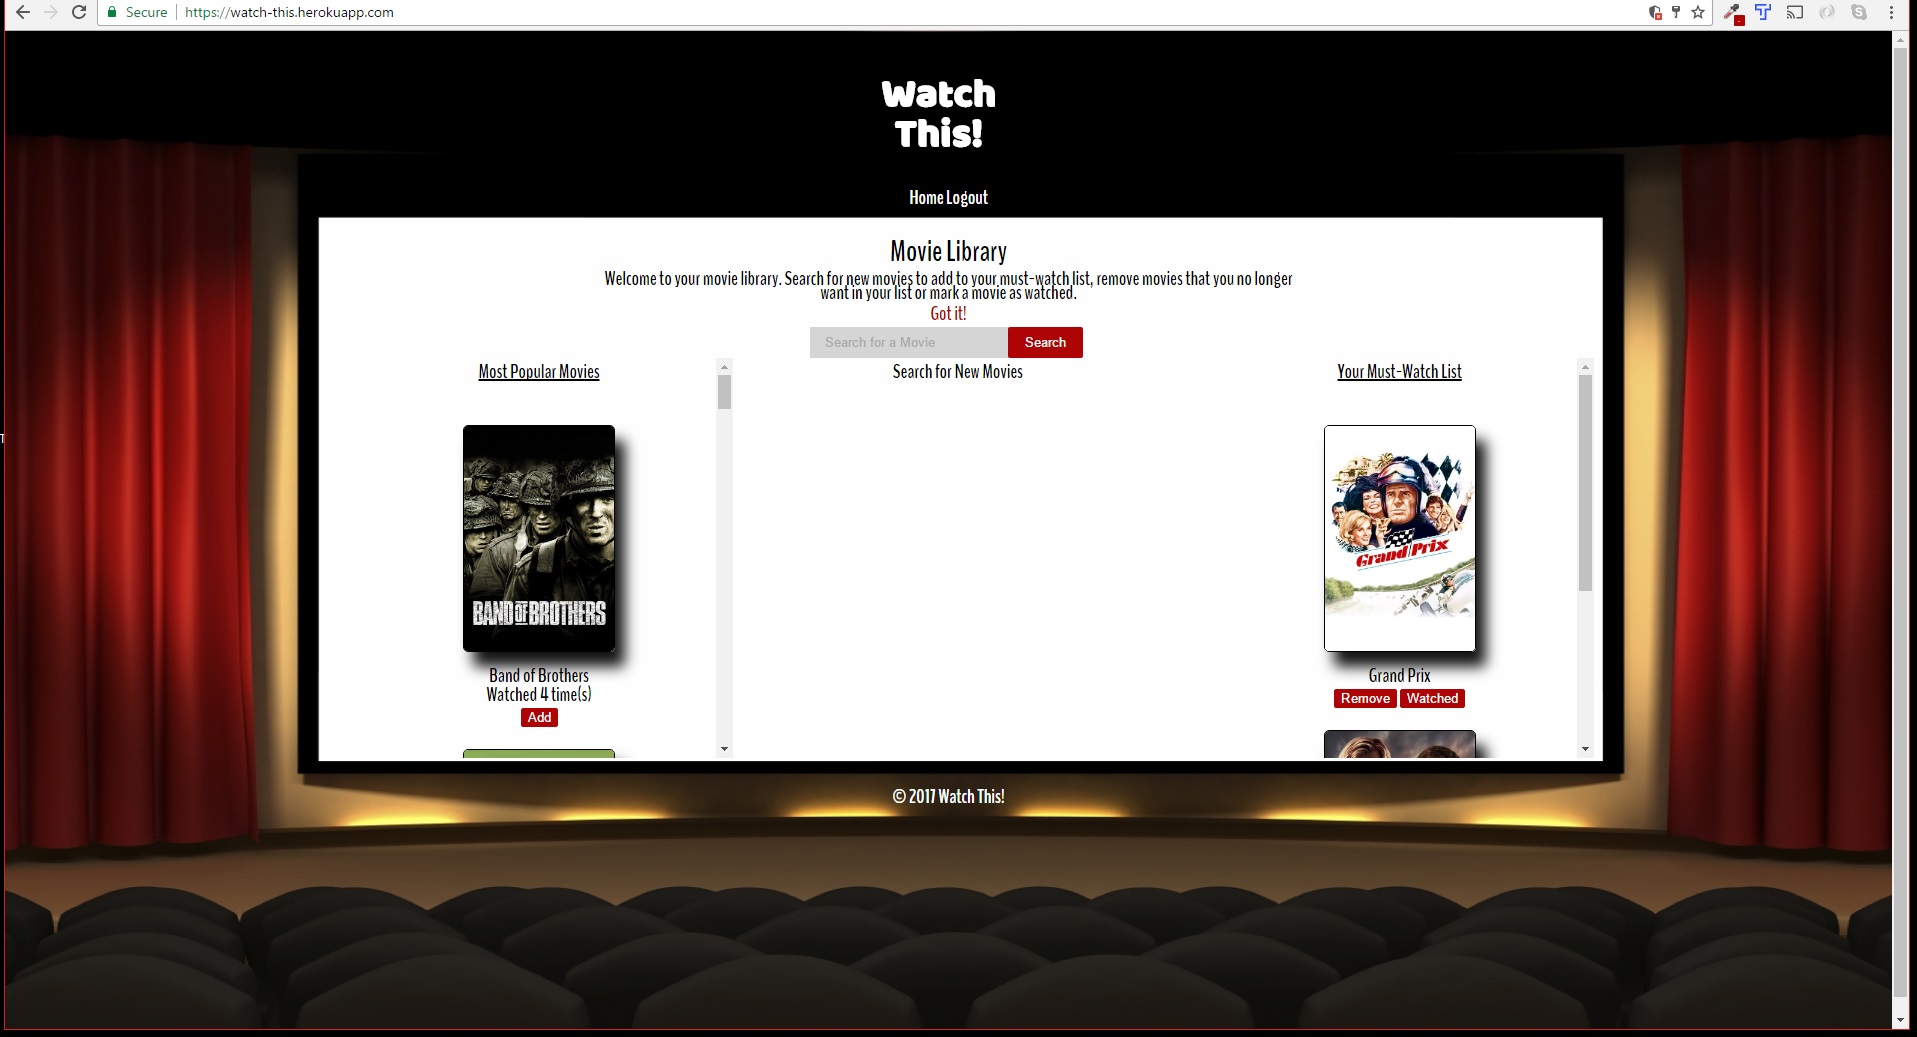 Secure https://watch-this.herokuapp.com
Watch
This!
Home Logout
Movie Library
Welcome to your movie library. Search for new movies to add to your must-watch list, remove movies that you no longer
want in your list or mark a movie as watched.
Got it!
Search for a Movie Search
Most Popular Movies
Search for New Movies
Your Must-Watch List
BAND OF BROTHERS
Band of Brothers
Watched 4 time(s)
Add
Grand Prix
Grand Prix
Remove Watched
© 2017 Watch This!